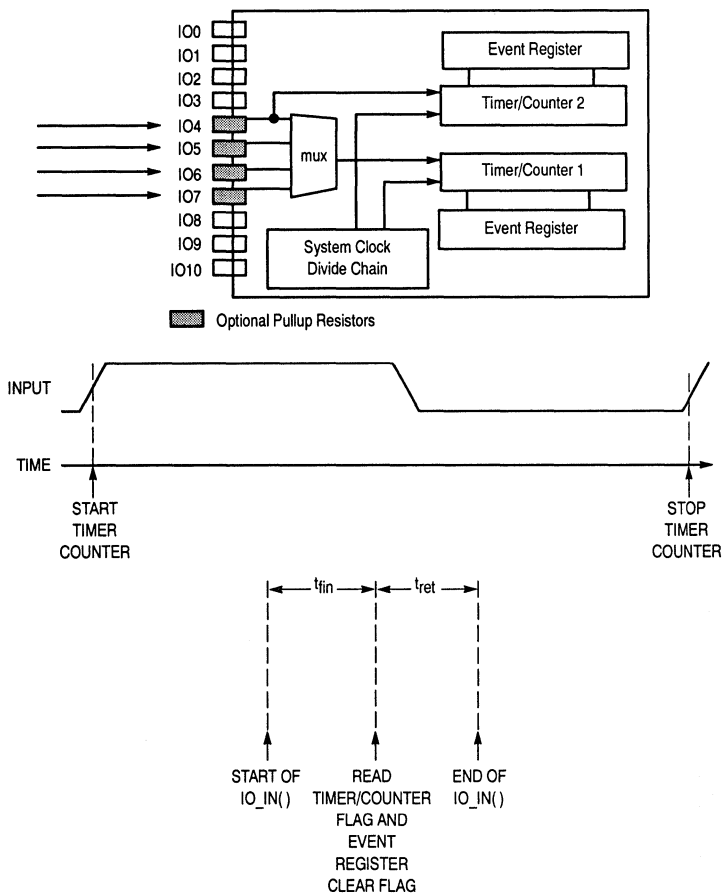 IO0
IO1
IO2
IO3
IO4
IO5
IO6
IO7
IO8
IO9
IO10
mux
Event Register
Timer/Counter 2
Timer/Counter 1
Event Register
System Clock
Divide Chain
Optional Pullup Resistors
INPUT
TIME
START
TIMER
COUNTER
STOP
TIMER
COUNTER
tfin
tret
START OF
IO_IN( )
READ
TIMER/COUNTER
FLAG AND
EVENT
REGISTER
CLEAR FLAG
END OF
IO_IN( )